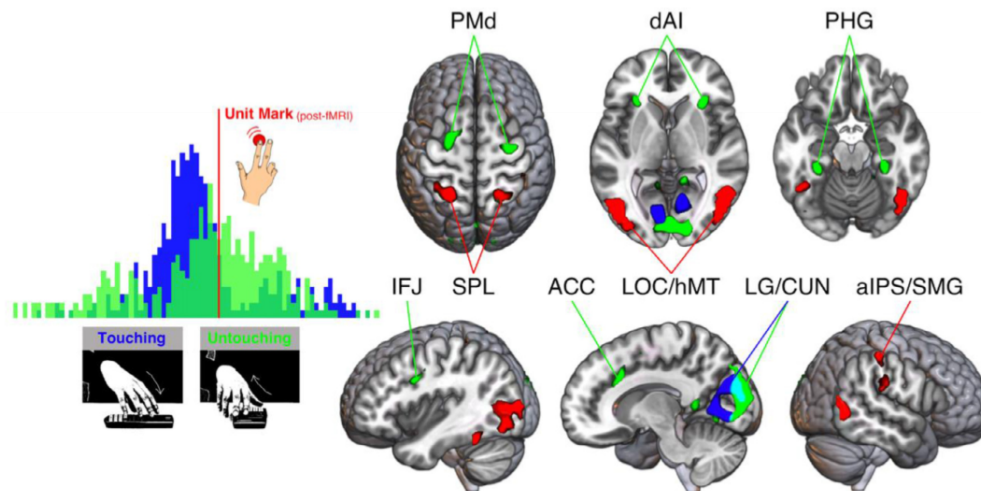 PMd dAI PHG
Unit Mark (post-fMRI)
IFJ SPL ACC LOC/hMT LG/CUN aIPS/SMG
Touching Untouching